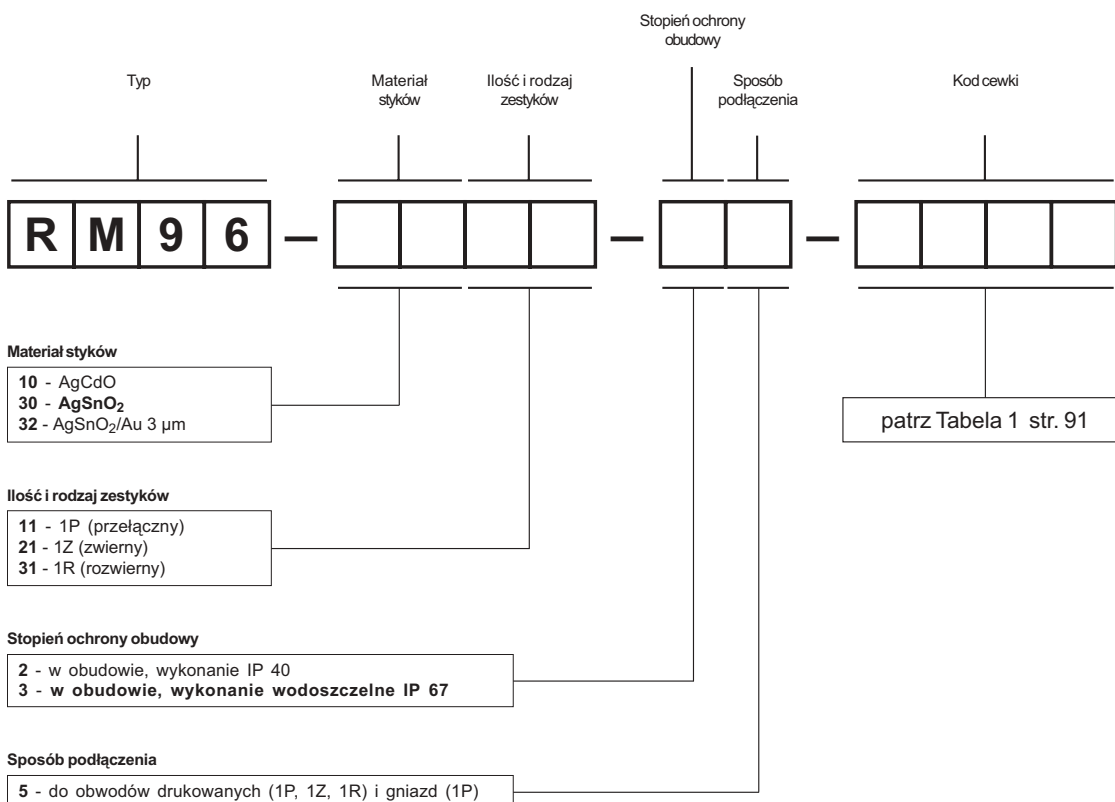 Stopień ochrony
obudowy
Typ
Materiał
styków
Ilość i rodzaj
zestyków
Sposób
podłączenia
Kod cewki
R M 9 6 – – –
Materiał styków
10 - AgCdO
30 - AgSnO₂
32 - AgSnO₂/Au 3 µm
patrz Tabela 1 str. 91
Ilość i rodzaj zestyków
11 - 1P (przełączny)
21 - 1Z (zwierny)
31 - 1R (rozwierny)
Stopień ochrony obudowy
2 - w obudowie, wykonanie IP 40
3 - w obudowie, wykonanie wodoszczelne IP 67
Sposób podłączenia
5 - do obwodów drukowanych (1P, 1Z, 1R) i gniazd (1P)